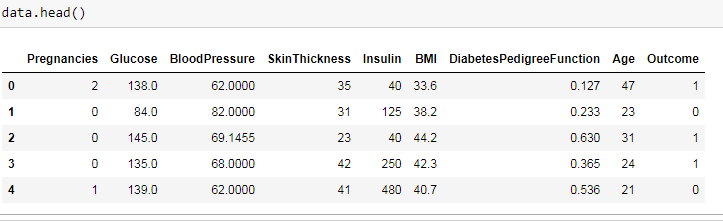 data.head()
Pregnancies Glucose BloodPressure SkinThickness Insulin BMI DiabetesPedigreeFunction Age Outcome
0 2 138.0 62.0000 35 40 33.6 0.127 47 1
1 0 84.0 82.0000 31 125 38.2 0.233 23 0
2 0 145.0 69.1455 23 40 44.2 0.630 31 1
3 0 135.0 68.0000 42 250 42.3 0.365 24 1
4 1 139.0 62.0000 41 480 40.7 0.536 21 0